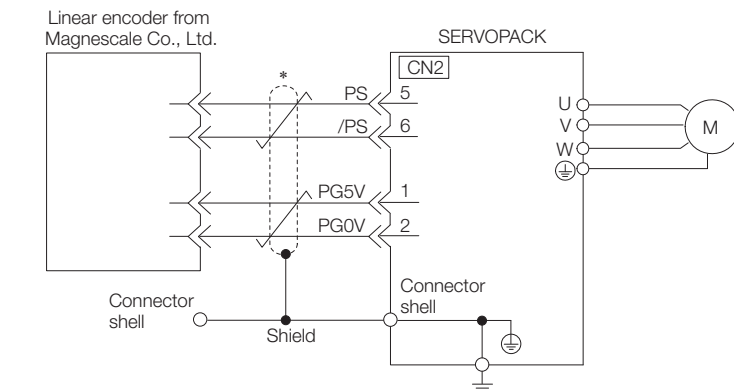 Linear encoder from
Magnescale Co., Ltd.
SERVOPACK
CN2
*
PS 5
/PS 6
PG5V 1
PG0V 2
U
V
W
M
Connector
shell
Shield
Connector
shell